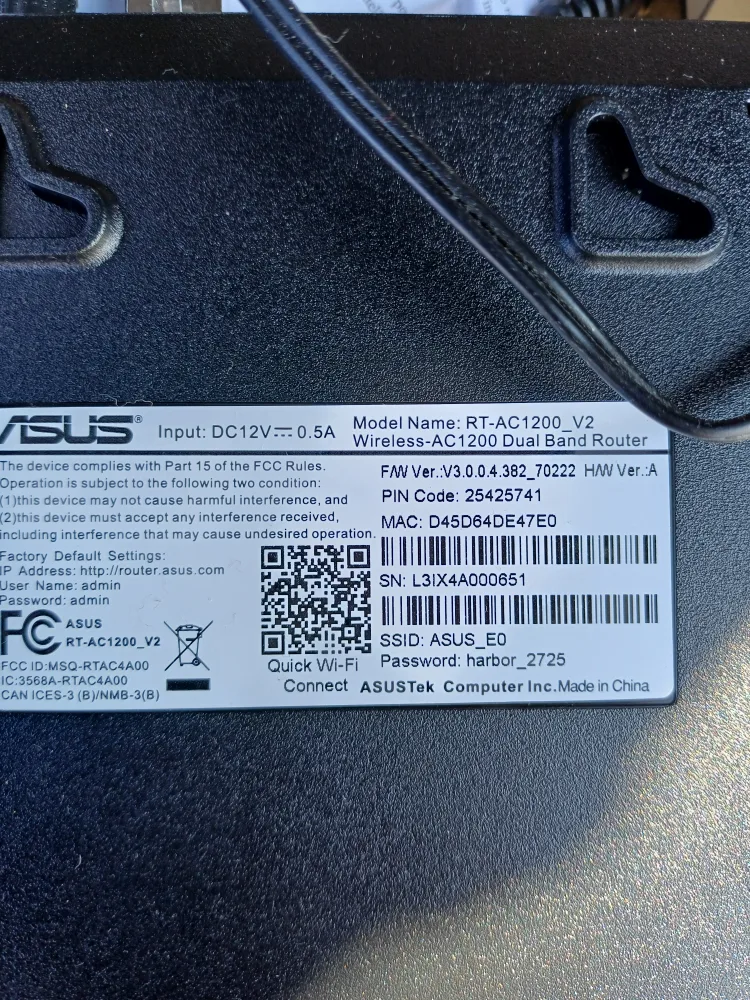 ASUS®
Input: DC12V⎓ 0.5A
Model Name: RT-AC1200_V2
Wireless-AC1200 Dual Band Router
The device complies with Part 15 of the FCC Rules.
Operation is subject to the following two condition:
(1)this device may not cause harmful interference, and
(2)this device must accept any interference received,
including interference that may cause undesired operation.
Factory Default Settings:
IP Address: http://router.asus.com
User Name: admin
Password: admin
FC ASUS
RT-AC1200_V2
FCC ID:MSQ-RTAC4A00
IC:3568A-RTAC4A00
CAN ICES-3 (B)/NMB-3(B)
Quick Wi-Fi
Connect
F/W Ver.:V3.0.0.4.382_70222 H/W Ver.:A
PIN Code: 25425741
MAC: D45D64DE47E0
SN: L3IX4A000651
SSID: ASUS_E0
Password: harbor_2725
ASUSTek Computer Inc. Made in China